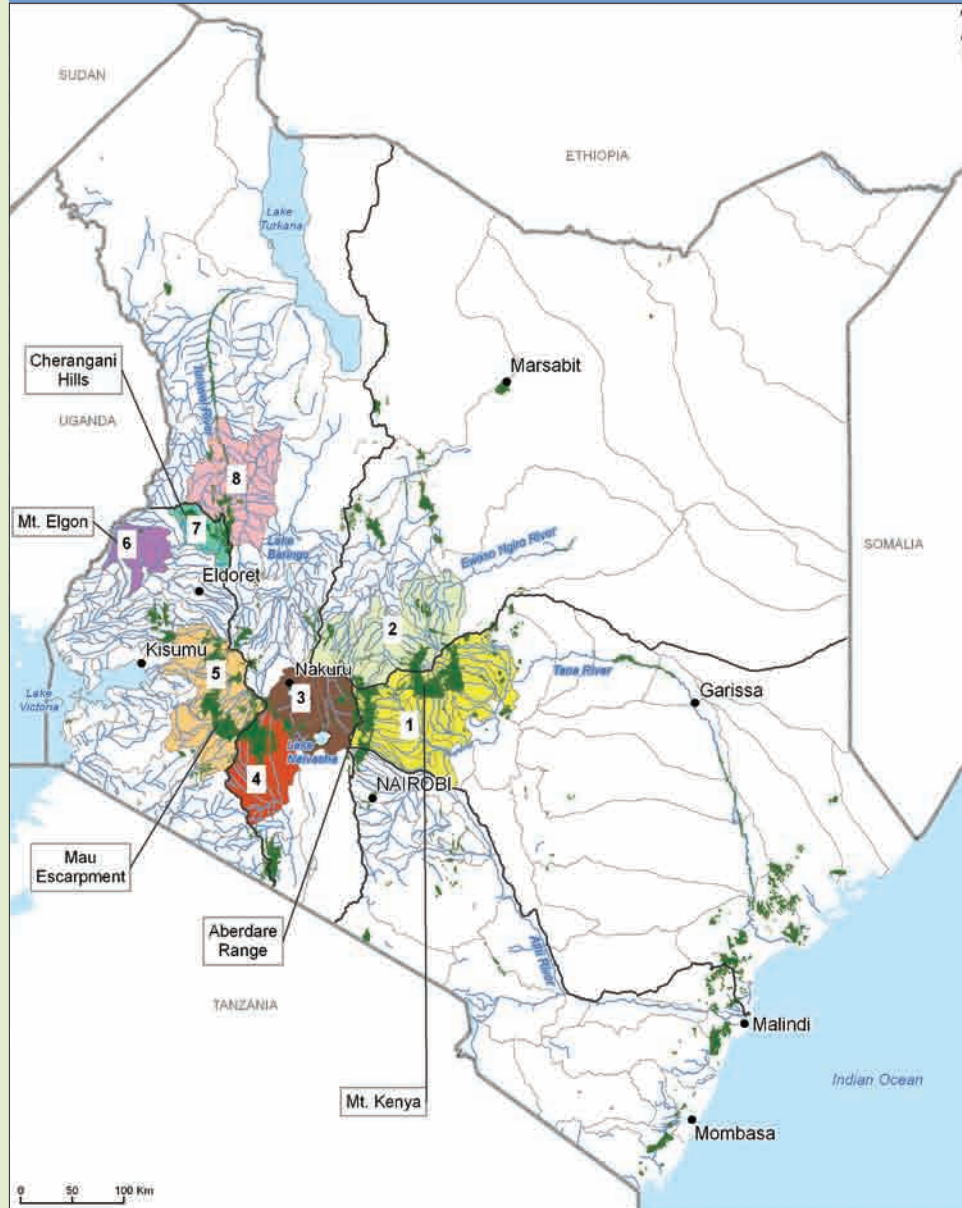 SUDAN
ETHIOPIA
Lake
Turkana
Cherangani
Hills
Turkwel River
Marsabit
UGANDA
8
Mt. Elgon
7
6
Lake
Baringo
Ewaso Ngiro River
SOMALIA
Eldoret
2
Kisumu
Nakuru
Tana River
5
3
Garissa
Lake
Victoria
1
Lake
Naivasha
4
NAIROBI
Mau
Escarpment
Aberdare
Range
Athi River
TANZANIA
Malindi
Indian Ocean
Mt. Kenya
Mombasa
0 50 100 Km